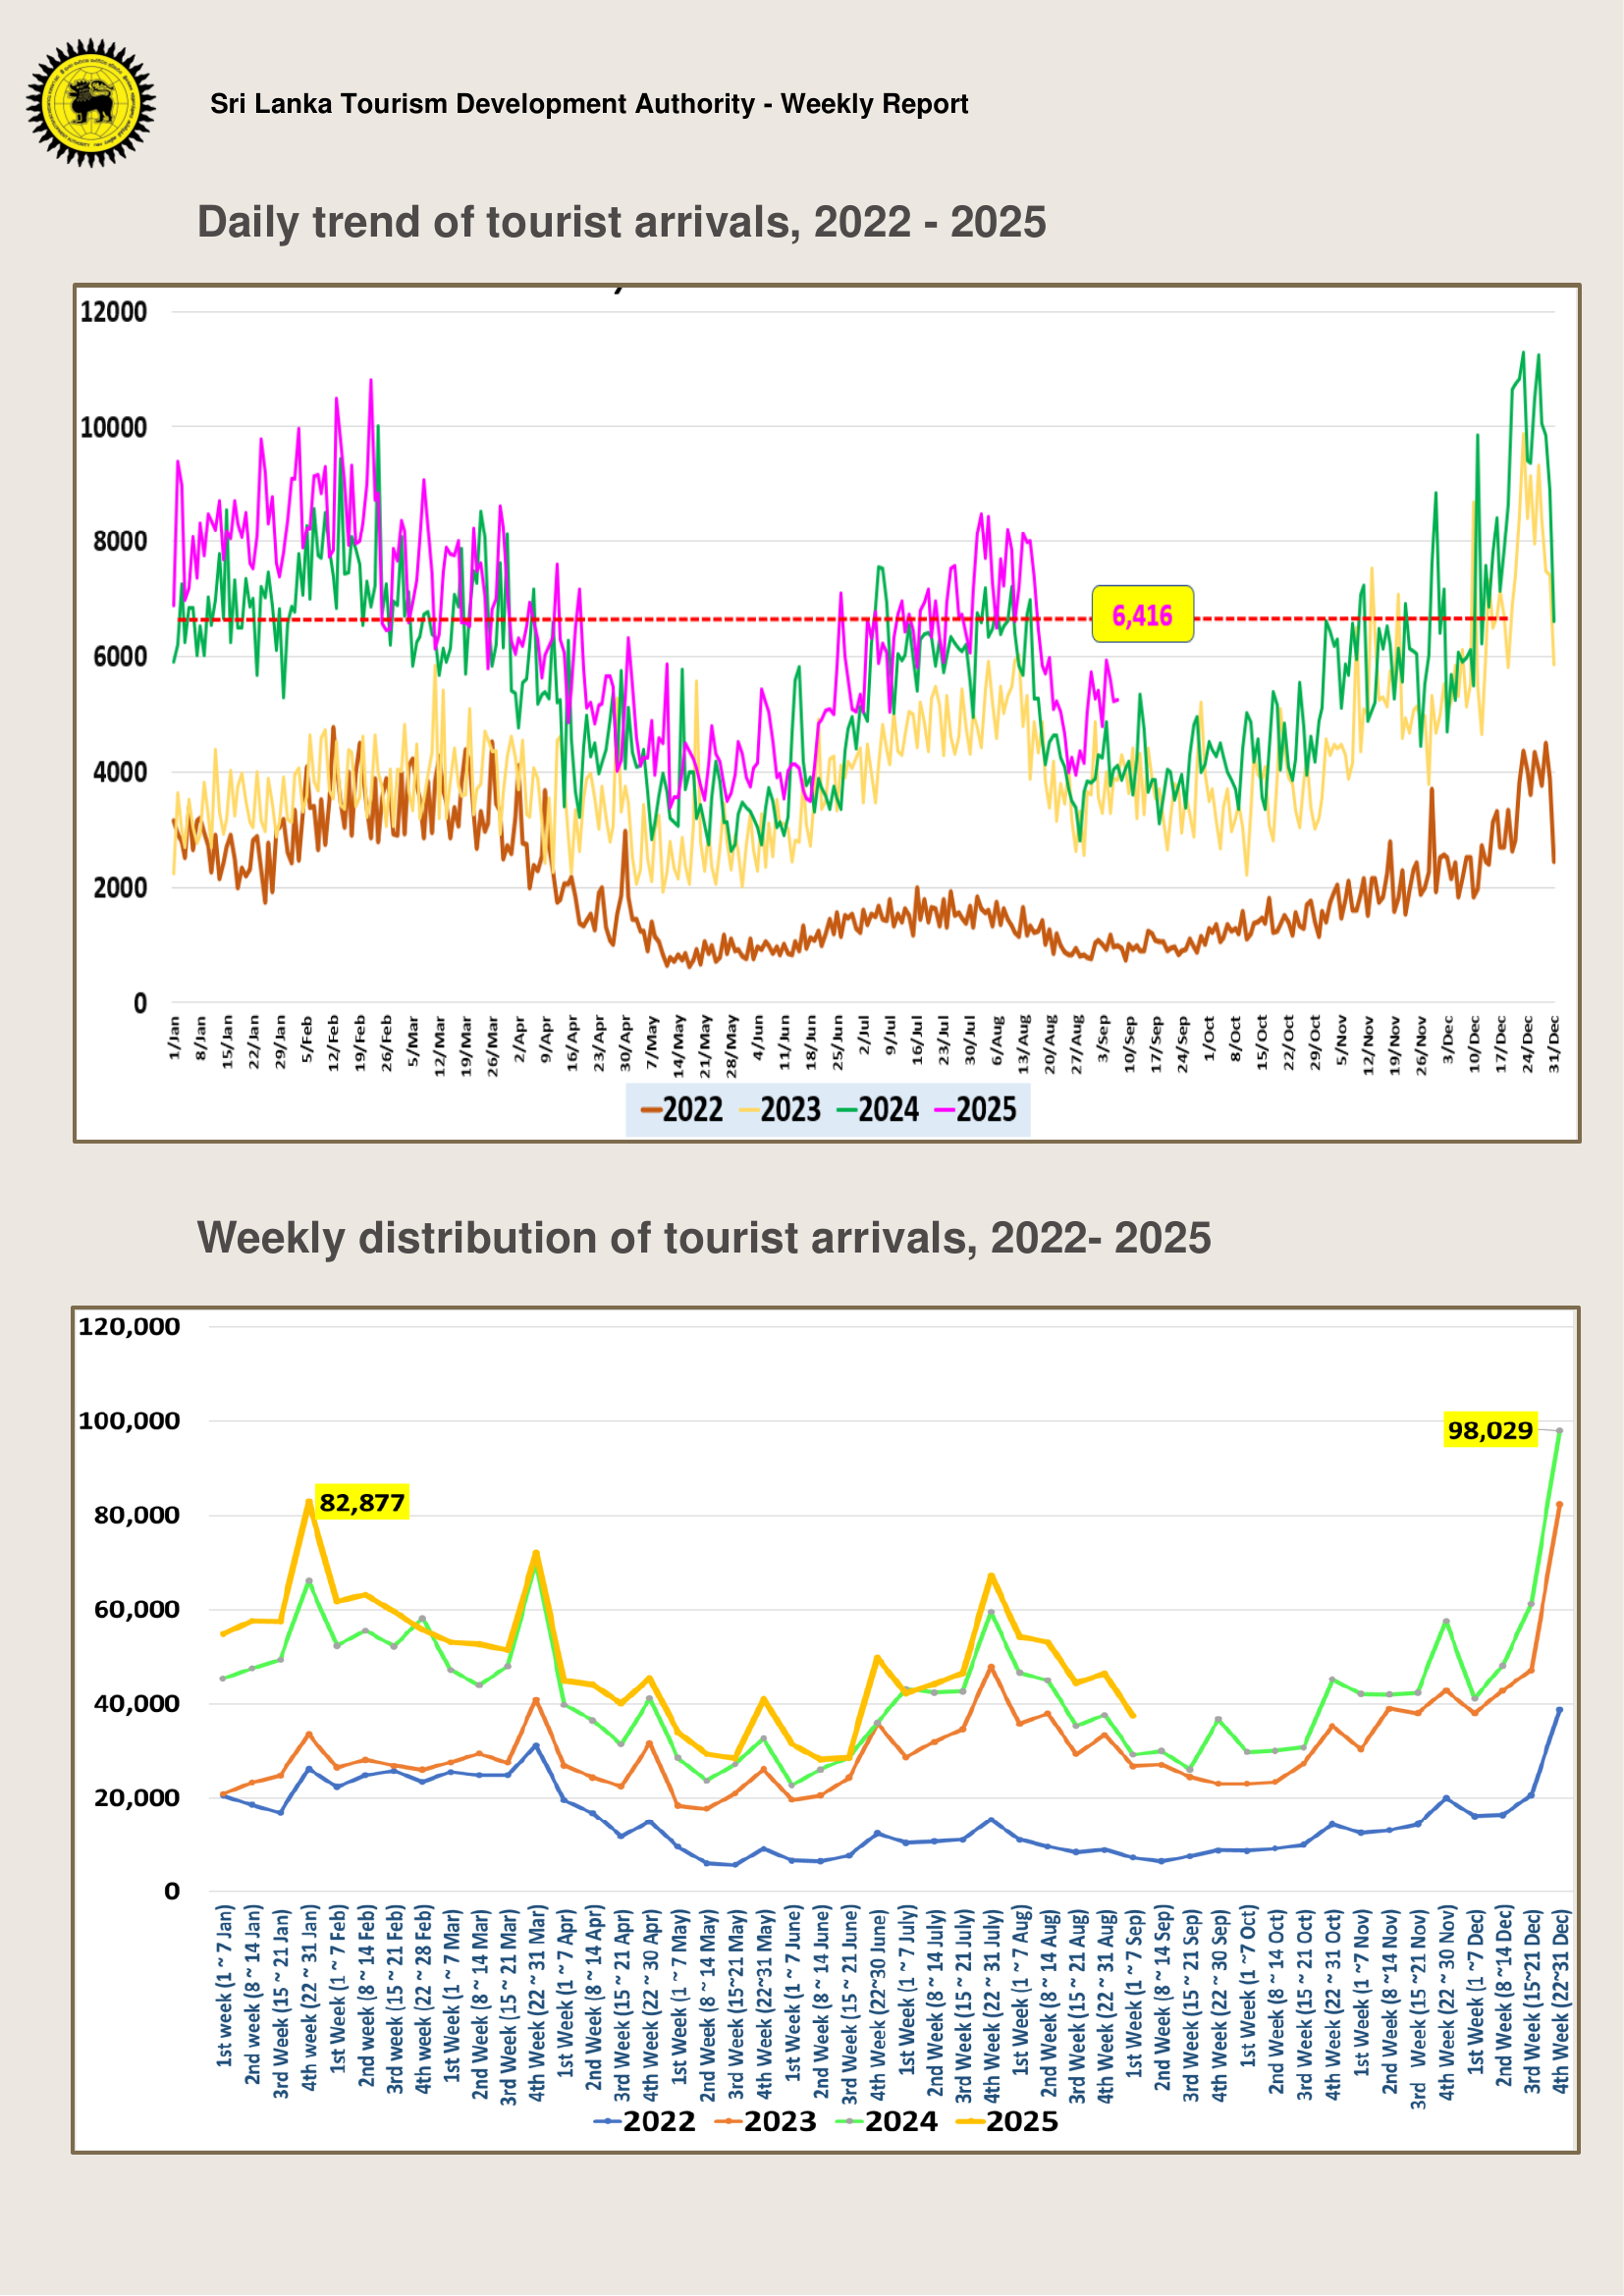 Sri Lanka Tourism Development Authority - Weekly Report
Daily trend of tourist arrivals, 2022 - 2025
12000
10000
8000
6000
4000
2000
0
6,416
1/Jan 8/Jan 15/Jan 22/Jan 29/Jan 5/Feb 12/Feb 19/Feb 26/Feb 5/Mar 12/Mar 19/Mar 26/Mar 2/Apr 9/Apr 16/Apr 23/Apr 30/Apr 7/May 14/May 21/May 28/May 4/Jun 11/Jun 18/Jun 25/Jun 2/Jul 9/Jul 16/Jul 23/Jul 30/Jul 6/Aug 13/Aug 20/Aug 27/Aug 3/Sep 10/Sep 17/Sep 24/Sep 1/Oct 8/Oct 15/Oct 22/Oct 29/Oct 5/Nov 12/Nov 19/Nov 26/Nov 3/Dec 10/Dec 17/Dec 24/Dec 31/Dec
2022 2023 2024 2025
Weekly distribution of tourist arrivals, 2022- 2025
120,000
100,000
80,000
60,000
40,000
20,000
0
98,029
82,877
1st week (1 ~ 7 Jan)
2nd week (8 ~ 14 Jan)
3rd Week (15 ~ 21 Jan)
4th week (22 ~ 31 Jan)
1st Week (1 ~ 7 Feb)
2nd week (8 ~ 14 Feb)
3rd week (15 ~ 21 Feb)
4th week (22 ~ 28 Feb)
1st Week (1 ~ 7 Mar)
2nd Week (8 ~ 14 Mar)
3rd Week (15 ~ 21 Mar)
4th Week (22 ~ 31 Mar)
1st Week (1 ~ 7 Apr)
2nd Week (8 ~ 14 Apr)
3rd Week (15 ~ 21 Apr)
4th Week (22 ~ 30 Apr)
1st Week (1 ~ 7 May)
2nd Week (8 ~ 14 May)
3rd Week (15~21 May)
4th Week (22~31 May)
1st Week (1 ~ 7 June)
2nd Week (8 ~ 14 June)
3rd Week (15 ~ 21 June)
4th Week (22~30 June)
1st Week (1 ~ 7 July)
2nd Week (8 ~ 14 July)
3rd Week (15 ~ 21 July)
4th Week (22 ~ 31 July)
1st Week (1 ~ 7 Aug)
2nd Week (8 ~ 14 Aug)
3rd Week (15 ~ 21 Aug)
4th Week (22 ~ 31 Aug)
1st Week (1 ~ 7 Sep)
2nd Week (8 ~ 14 Sep)
3rd Week (15 ~ 21 Sep)
4th Week (22 ~ 30 Sep)
1st Week (1 ~7 Oct)
2nd Week (8 ~ 14 Oct)
3rd Week (15 ~ 21 Oct)
4th Week (22 ~ 31 Oct)
1st Week (1 ~7 Nov)
2nd Week (8 ~14 Nov)
3rd Week (15 ~21 Nov)
4th Week (22 ~ 30 Nov)
1st Week (1 ~7 Dec)
2nd Week (8 ~14 Dec)
3rd Week (15~21 Dec)
4th Week (22~31 Dec)
2022 2023 2024 2025